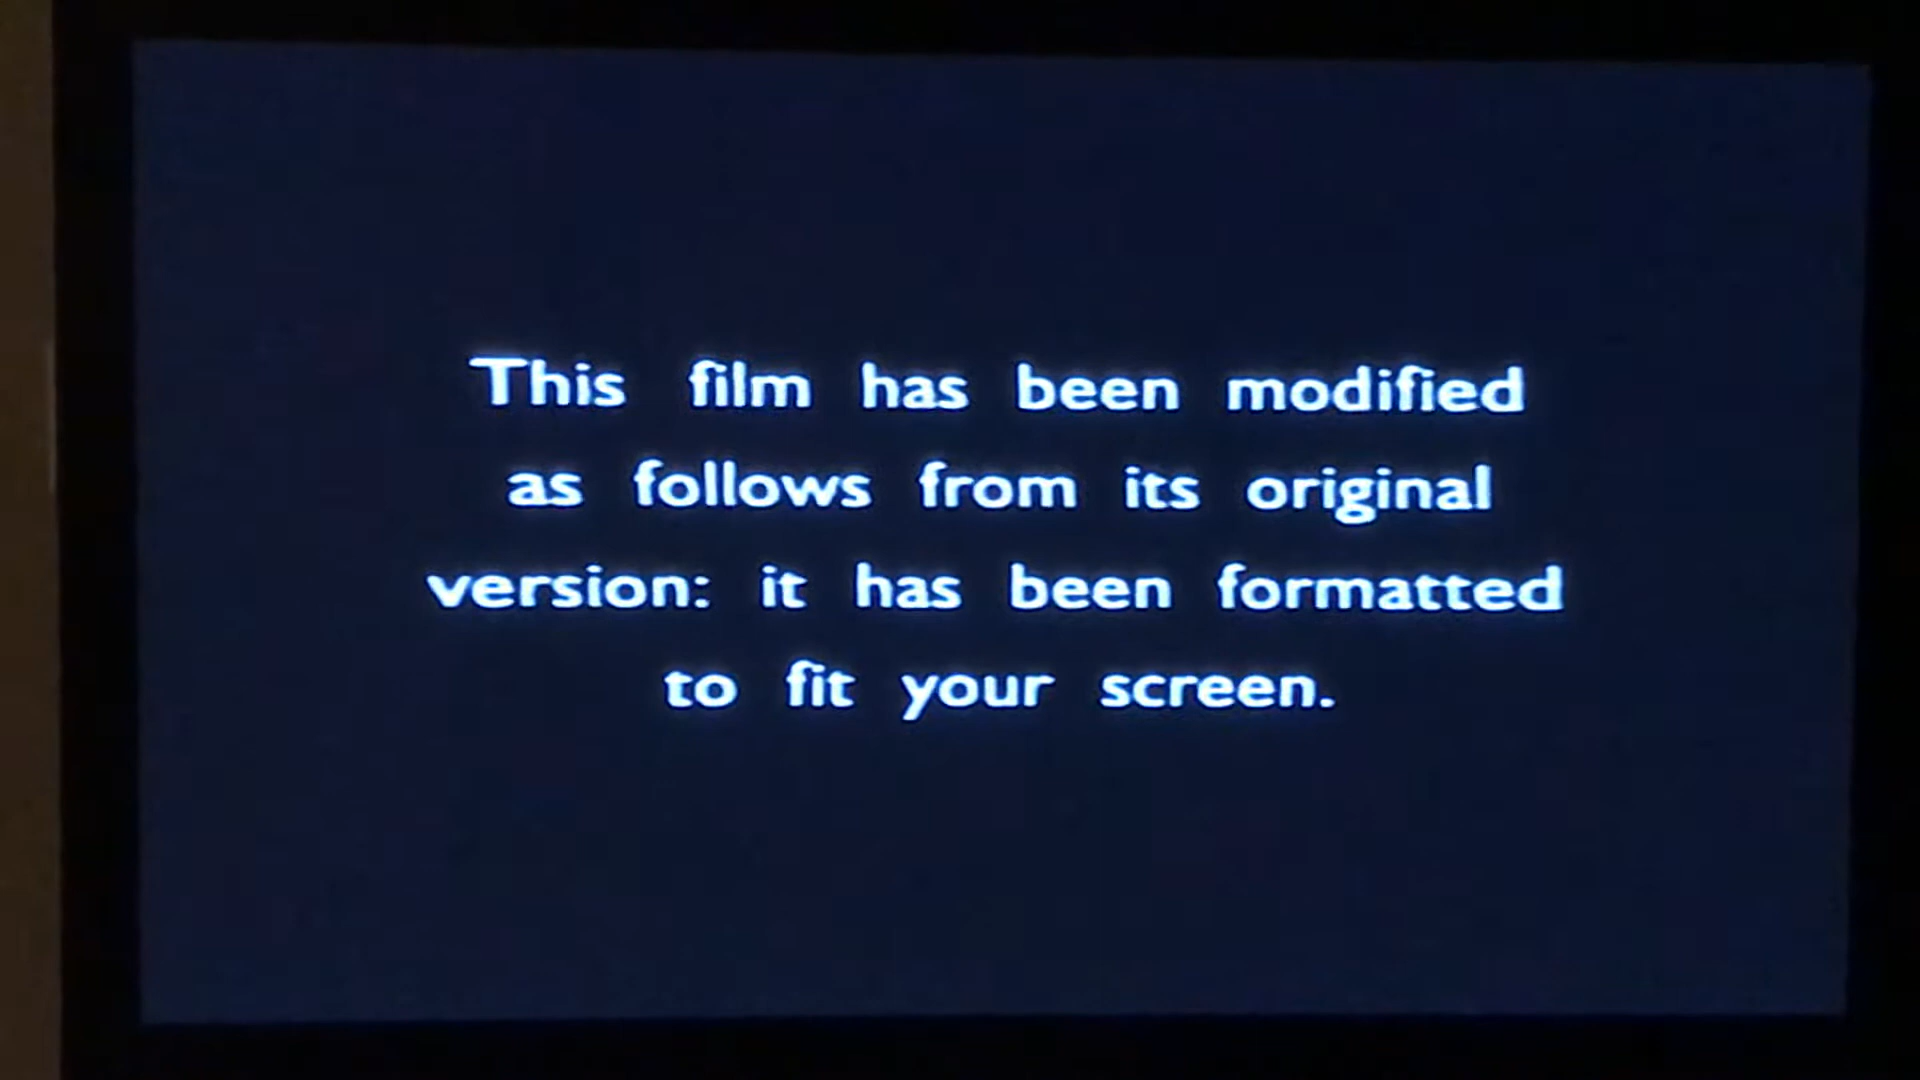 This film has been modified
as follows from its original
version: it has been formatted
to fit your screen.